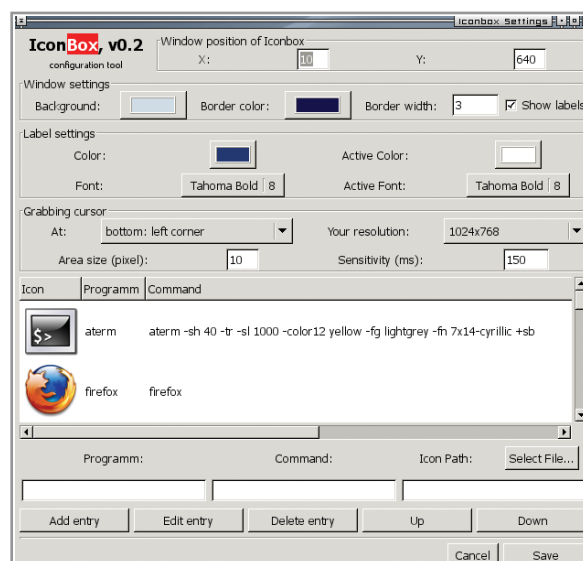 Iconbox Settings
IconBox, v0.2
configuration tool
Window position of Iconbox
X: 10 Y: 640
Window settings
Background: Border color: Border width: 3 Show labels
Label settings
Color: Active Color:
Font: Tahoma Bold 8 Active Font: Tahoma Bold 8
Grabbing cursor
At: bottom: left corner Your resolution: 1024x768
Area size (pixel): 10 Sensitivity (ms): 150
Icon Programm Command
$>_ aterm aterm -sh 40 -tr -sl 1000 -color12 yellow -fg lightgrey -fn 7x14-cyrillic +sb
firefox firefox
Programm: Command: Icon Path: Select File...
Add entry Edit entry Delete entry Up Down
Cancel Save